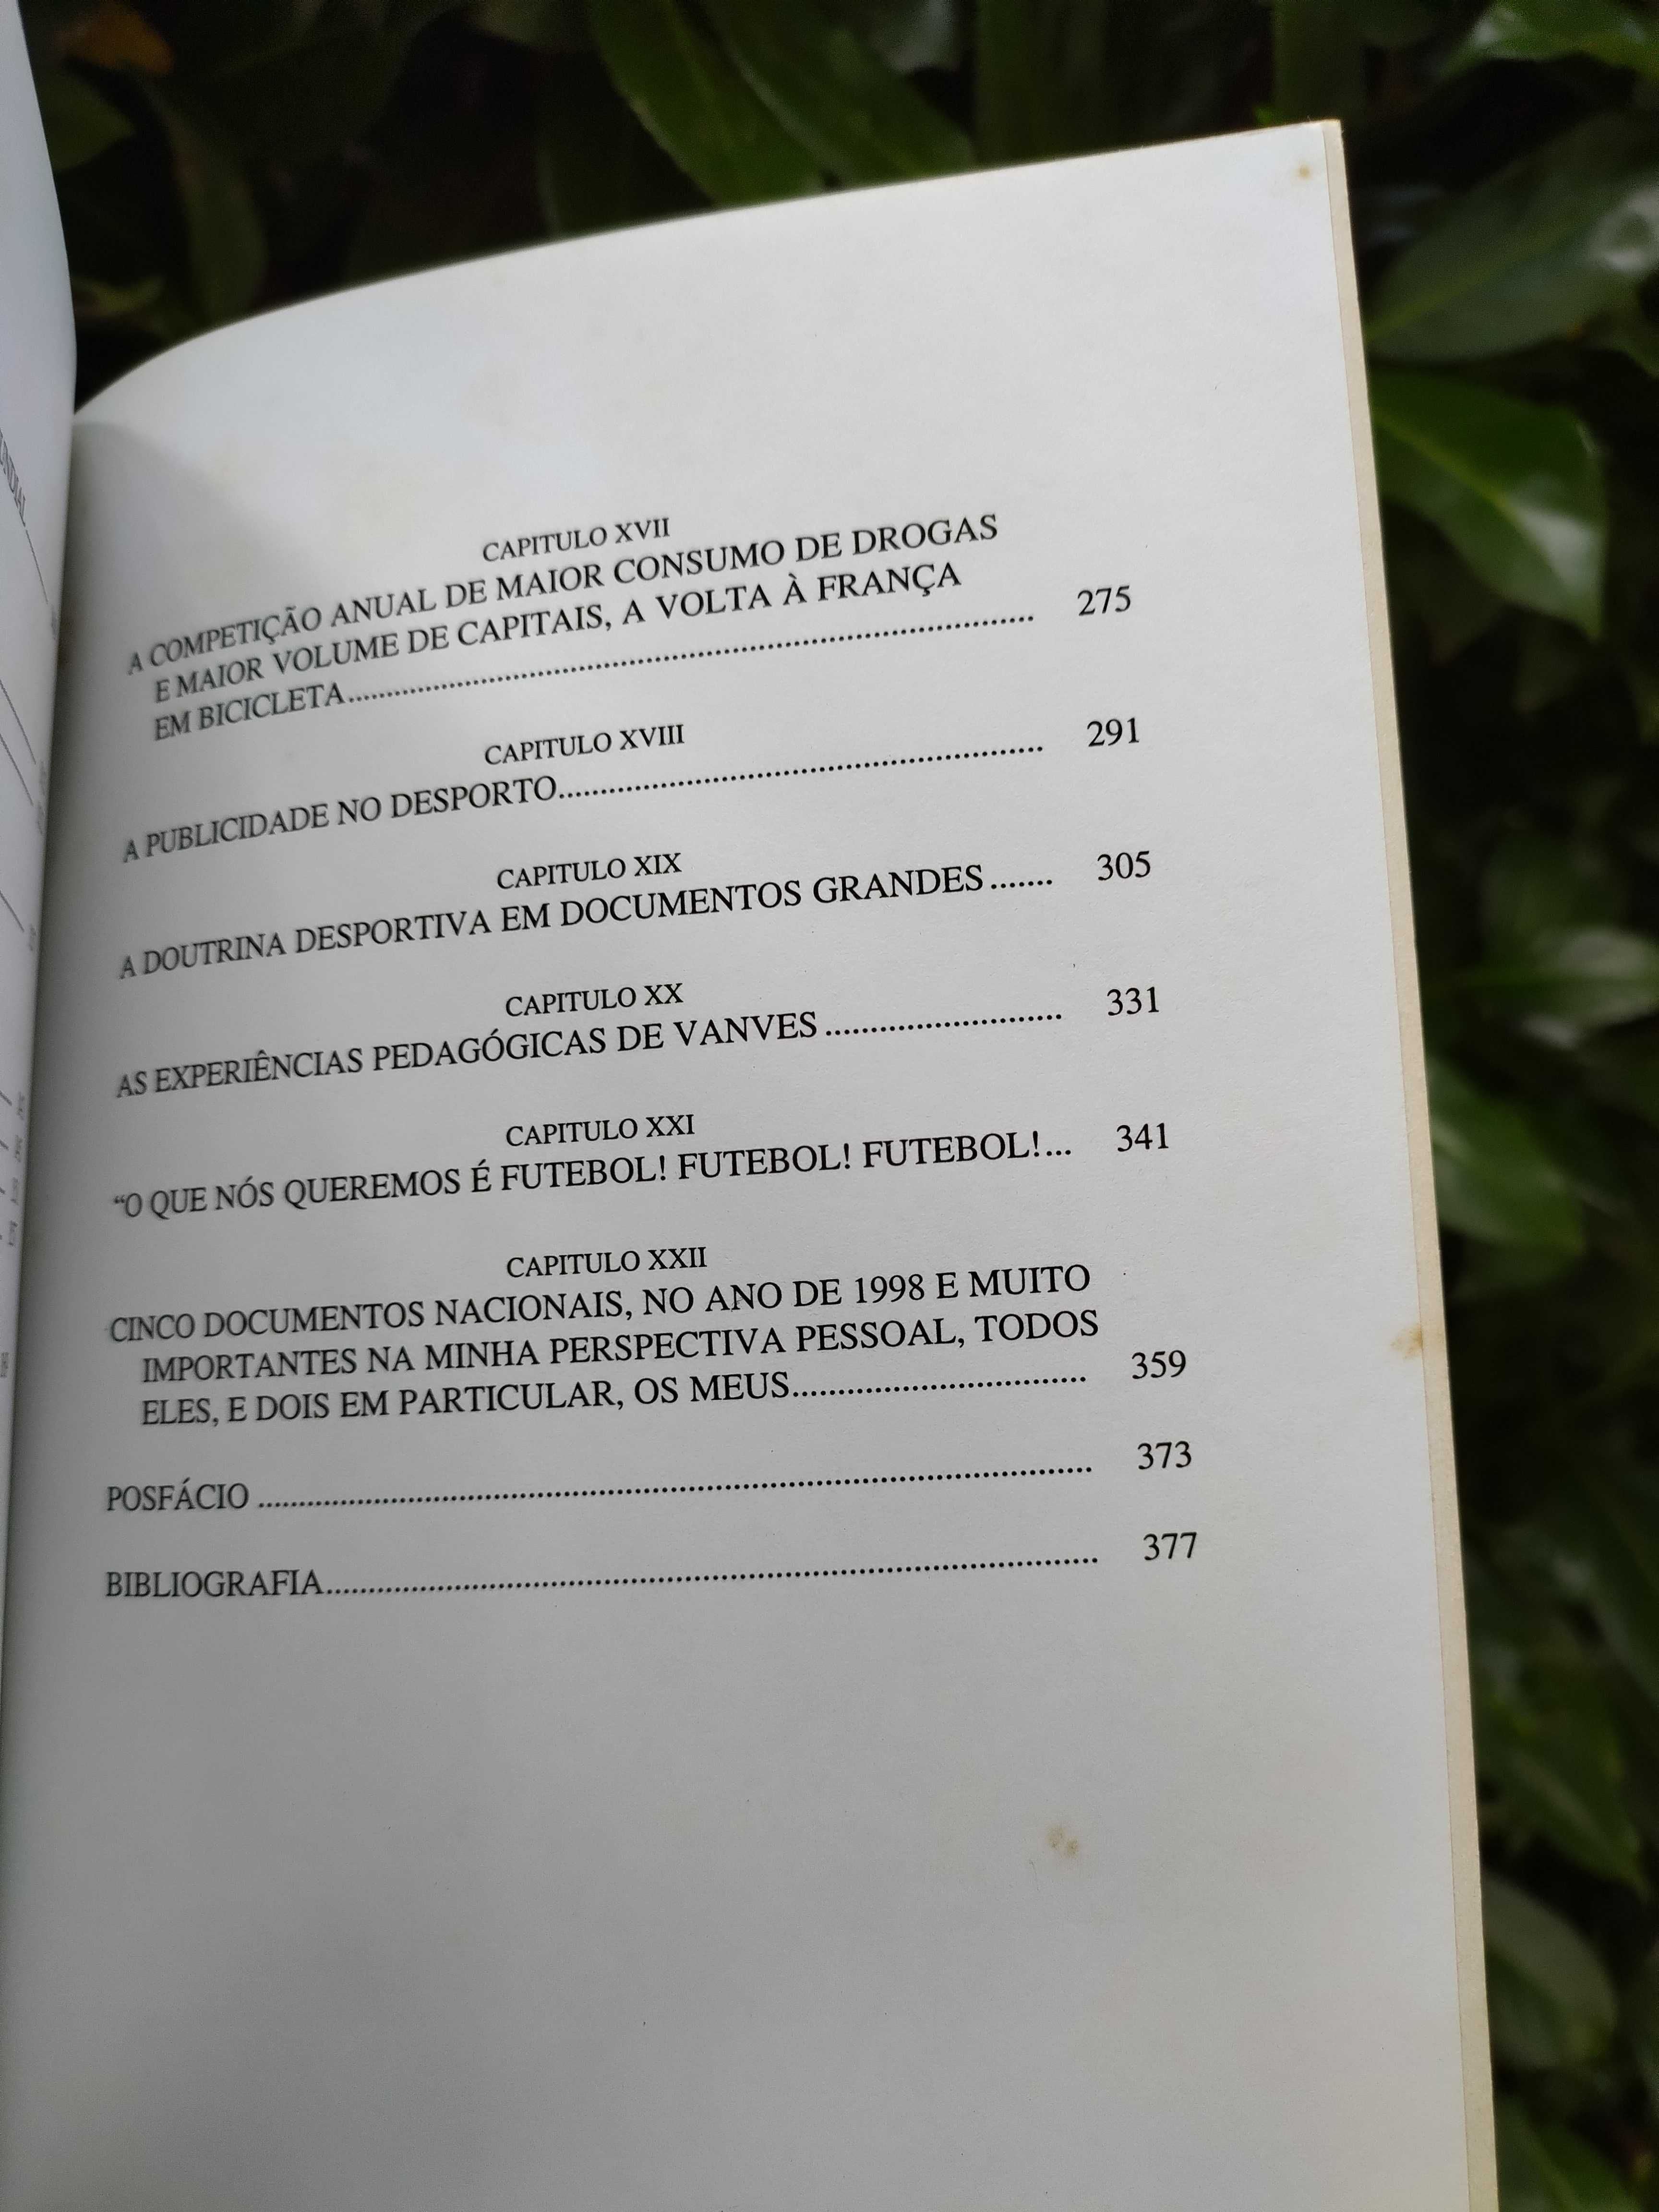 UNDIAL
CAPITULO XVII
A COMPETIÇÃO ANUAL DE MAIOR CONSUMO DE DROGAS
E MAIOR VOLUME DE CAPITAIS, A VOLTA À FRANÇA
EM BICICLETA.................................................................................. 275
CAPITULO XVIII
A PUBLICIDADE NO DESPORTO.......................................................... 291
CAPITULO XIX
A DOUTRINA DESPORTIVA EM DOCUMENTOS GRANDES ....... 305
CAPITULO XX
AS EXPERIÊNCIAS PEDAGÓGICAS DE VANVES ........................... 331
CAPITULO XXI
“O QUE NÓS QUEREMOS É FUTEBOL! FUTEBOL! FUTEBOL!... 341
CAPITULO XXII
CINCO DOCUMENTOS NACIONAIS, NO ANO DE 1998 E MUITO
IMPORTANTES NA MINHA PERSPECTIVA PESSOAL, TODOS
ELES, E DOIS EM PARTICULAR, OS MEUS................................... 359
POSFÁCIO .................................................................................................. 373
BIBLIOGRAFIA........................................................................................... 377